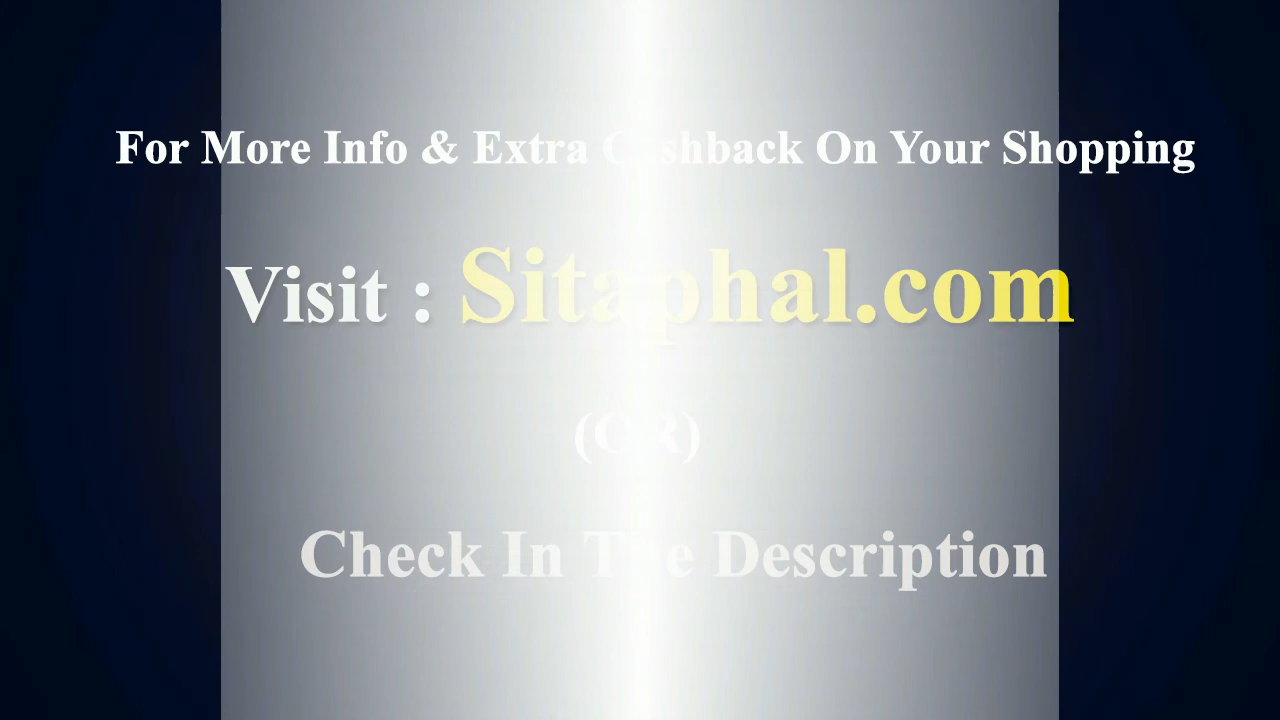 For More Info & Extra Cashback On Your Shopping
Visit : Sitaphal.com
(OR)
Check In The Description